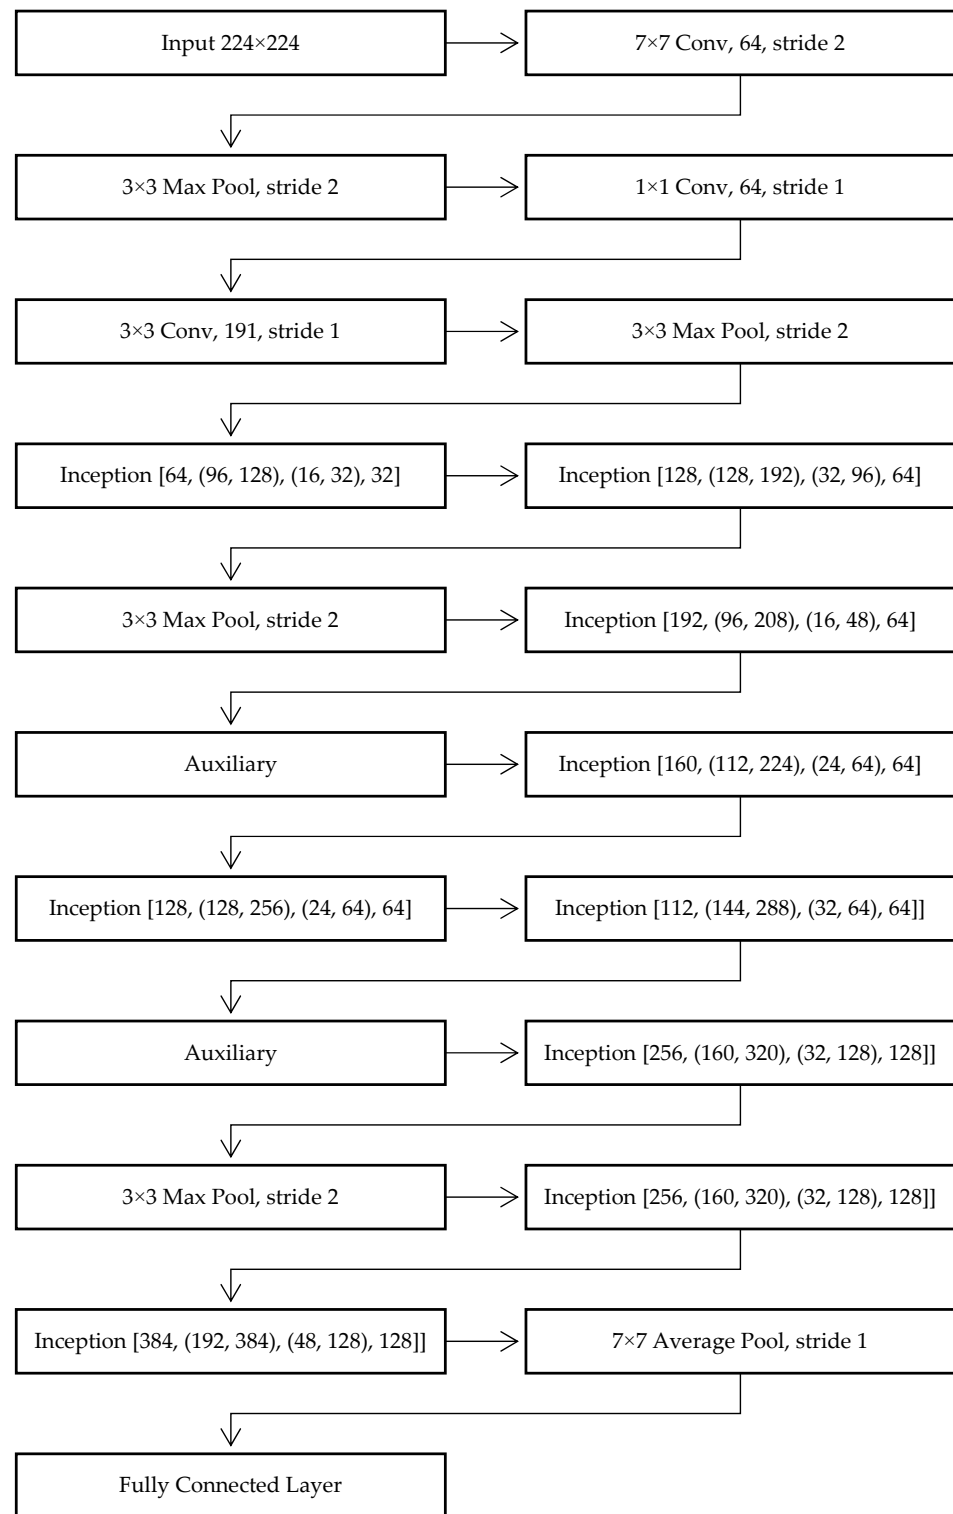 Input 224×224
7×7 Conv, 64, stride 2
3×3 Max Pool, stride 2
1×1 Conv, 64, stride 1
3×3 Conv, 191, stride 1
3×3 Max Pool, stride 2
Inception [64, (96, 128), (16, 32), 32]
Inception [128, (128, 192), (32, 96), 64]
3×3 Max Pool, stride 2
Inception [192, (96, 208), (16, 48), 64]
Auxiliary
Inception [160, (112, 224), (24, 64), 64]
Inception [128, (128, 256), (24, 64), 64]
Inception [112, (144, 288), (32, 64), 64]]
Auxiliary
Inception [256, (160, 320), (32, 128), 128]]
3×3 Max Pool, stride 2
Inception [256, (160, 320), (32, 128), 128]]
Inception [384, (192, 384), (48, 128), 128]]
7×7 Average Pool, stride 1
Fully Connected Layer